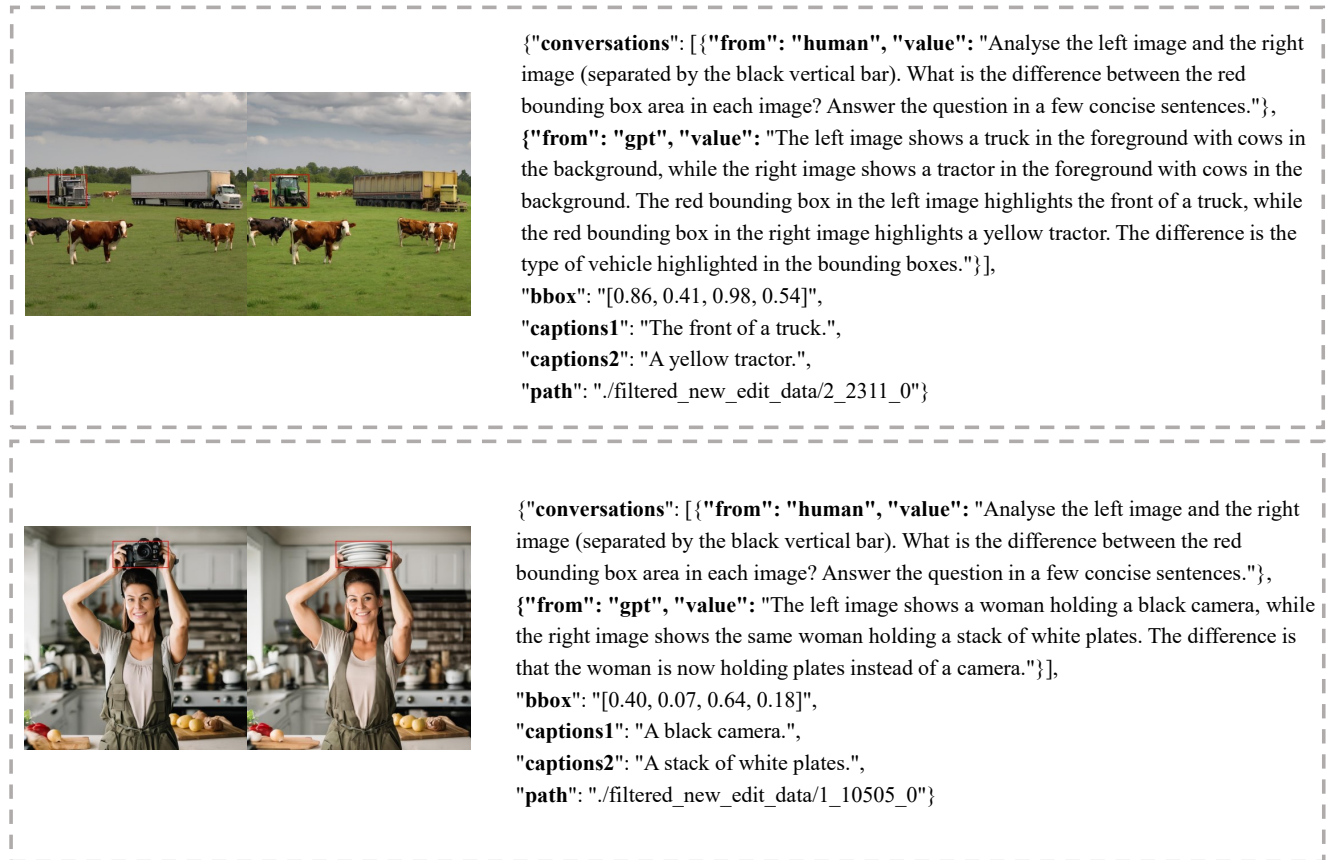 {"conversations": [{"from": "human", "value": "Analyse the left image and the right
image (separated by the black vertical bar). What is the difference between the red
bounding box area in each image? Answer the question in a few concise sentences."},
{"from": "gpt", "value": "The left image shows a truck in the foreground with cows in
the background, while the right image shows a tractor in the foreground with cows in the
background. The red bounding box in the left image highlights the front of a truck, while
the red bounding box in the right image highlights a yellow tractor. The difference is the
type of vehicle highlighted in the bounding boxes."}],
"bbox": "[0.86, 0.41, 0.98, 0.54]",
"captions1": "The front of a truck.",
"captions2": "A yellow tractor.",
"path": "./filtered_new_edit_data/2_2311_0"}
{"conversations": [{"from": "human", "value": "Analyse the left image and the right
image (separated by the black vertical bar). What is the difference between the red
bounding box area in each image? Answer the question in a few concise sentences."},
{"from": "gpt", "value": "The left image shows a woman holding a black camera, while
the right image shows the same woman holding a stack of white plates. The difference is
that the woman is now holding plates instead of a camera."}],
"bbox": "[0.40, 0.07, 0.64, 0.18]",
"captions1": "A black camera.",
"captions2": "A stack of white plates.",
"path": "./filtered_new_edit_data/1_10505_0"}